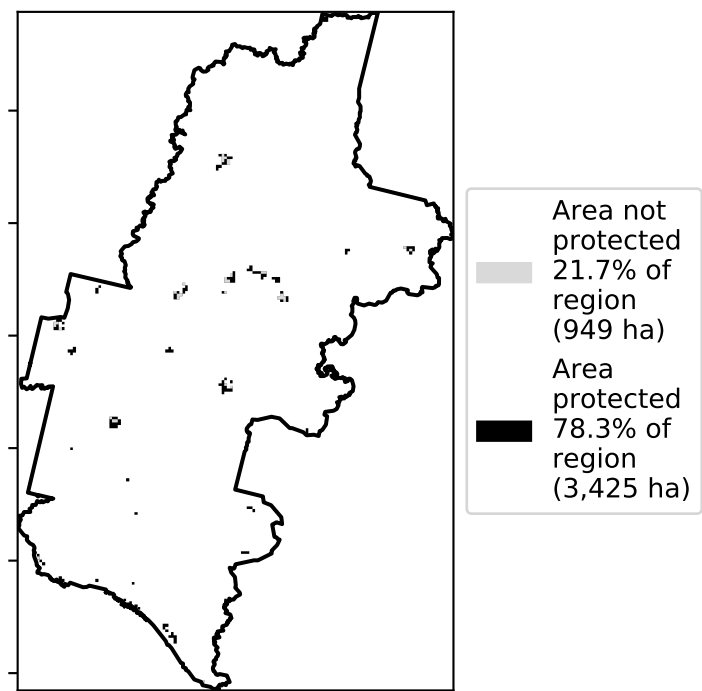 Area not
protected
21.7% of
region
(949 ha)
Area
protected
78.3% of
region
(3,425 ha)